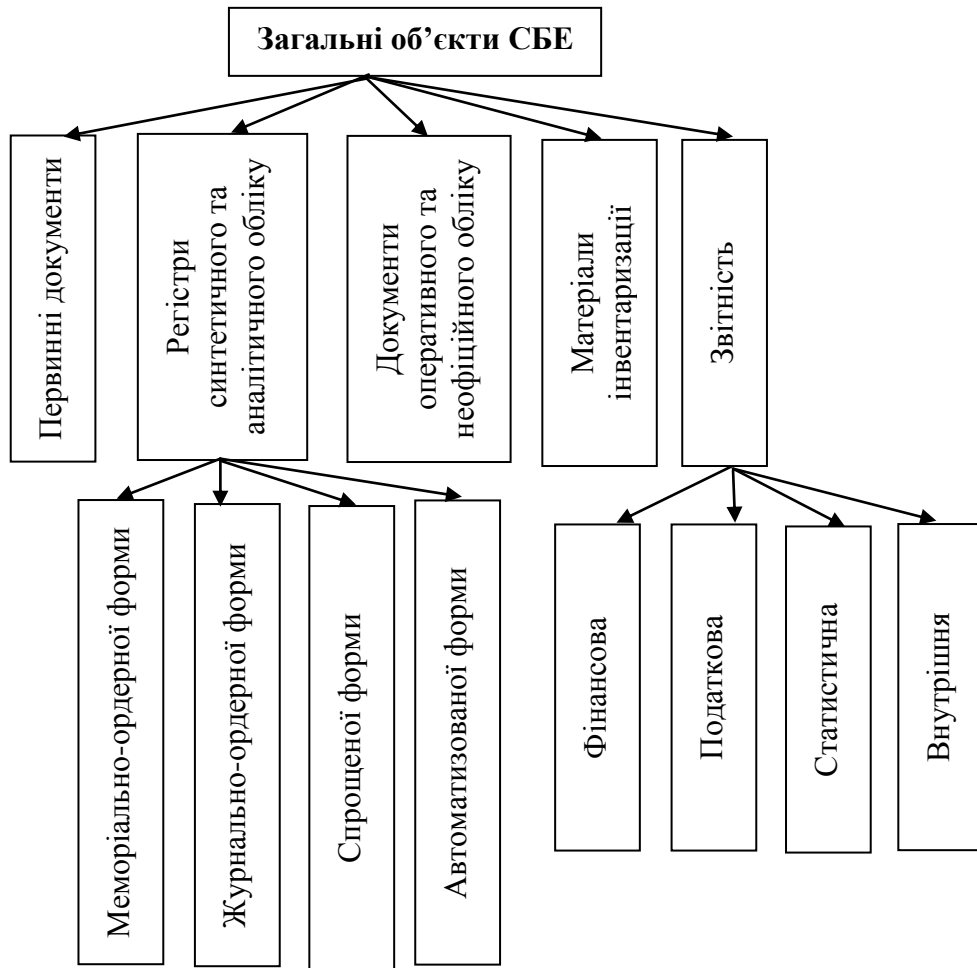 Загальні об’єкти СБЕ
Первинні документи
Регістри
синтетичного та
аналітичного обліку
Документи
оперативного та
неофіційного обліку
Матеріали
інвентаризації
Звітність
Меморіально-ордерної форми
Журнально-ордерної форми
Спрощеної форми
Автоматизованої форми
Фінансова
Податкова
Статистична
Внутрішня